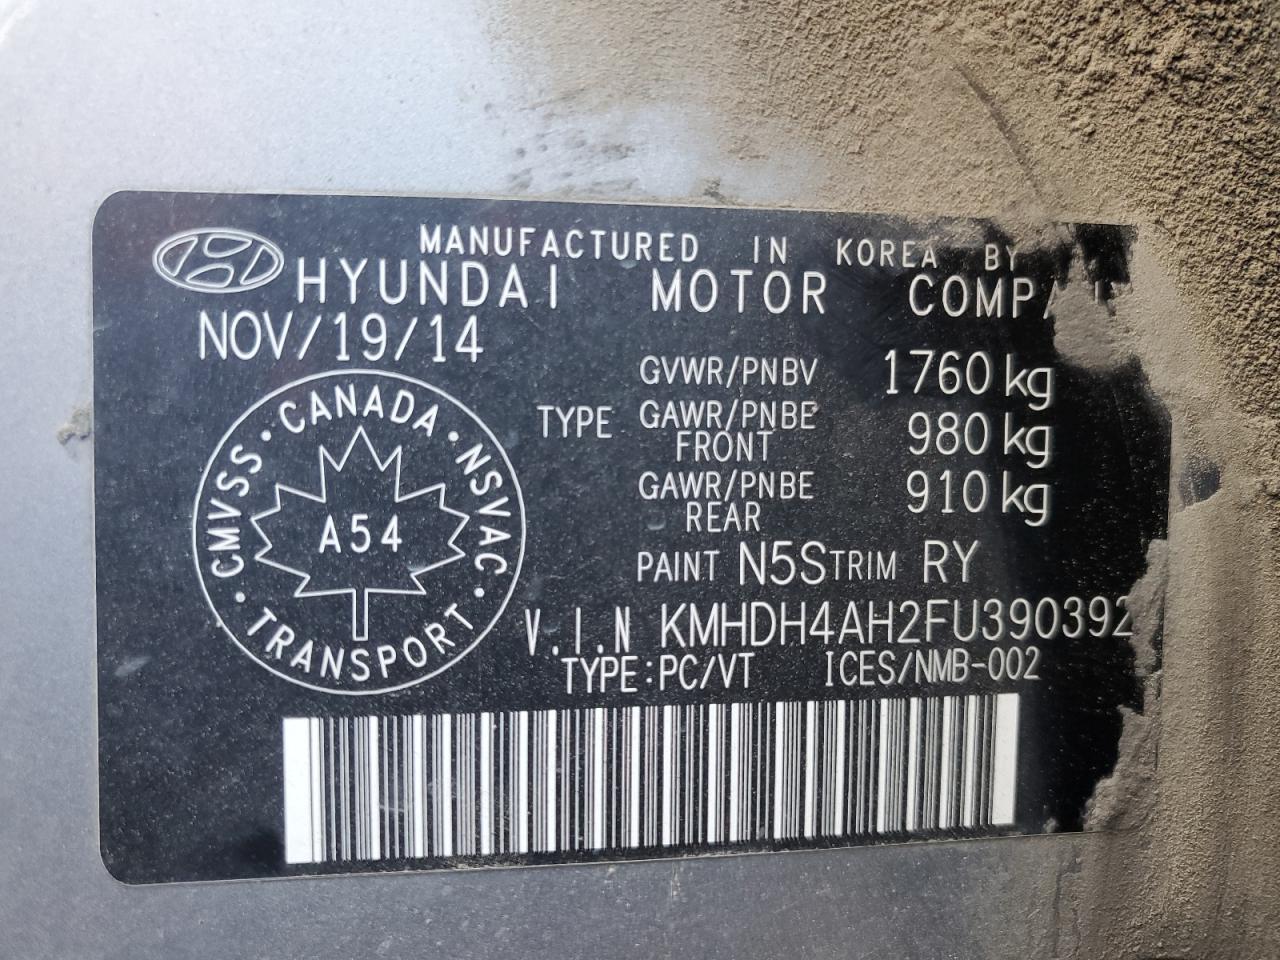 MANUFACTURED IN KOREA BY
HYUNDAI MOTOR
NOV/19/14
GVWR/PNBV 1760 kg
TYPE GAWR/PNBE FRONT 980 kg
GAWR/PNBE REAR 910 kg
PAINT N5S TRIM RY
V.I.N KMHDH4AH2FU390392
TYPE:PC/VT ICES/NMB-002
CANADA · NSVAC · TRANSPORT · CMVSS ·
A54